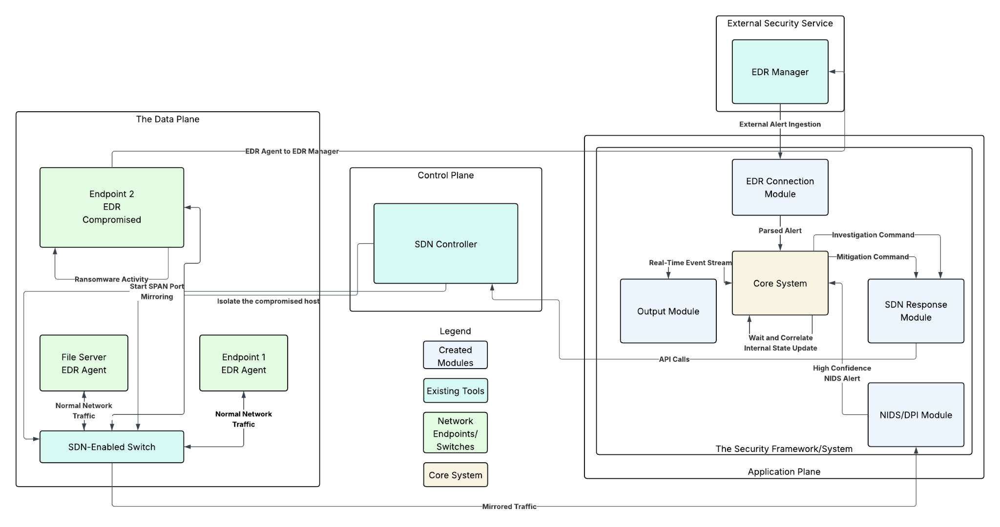 External Security Service
EDR Manager
External Alert Ingestion
The Data Plane
EDR Agent to EDR Manager
Endpoint 2
EDR
Compromised
Ransomware Activity
Start SPAN Port
Mirroring
Isolate the compromised host
File Server
EDR Agent
Endpoint 1
EDR Agent
Normal Network
Traffic
Normal Network
Traffic
SDN-Enabled Switch
Control Plane
SDN Controller
Legend
Created
Modules
Existing Tools
Network
Endpoints/
Switches
Core System
EDR Connection
Module
Parsed Alert
Investigation Command
Mitigation Command
Real-Time Event Stream
Core System
Output Module
SDN Response
Module
Wait and Correlate
Internal State Update
API Calls
High Confidence
NIDS Alert
NIDS/DPI Module
The Security Framework/System
Application Plane
Mirrored Traffic